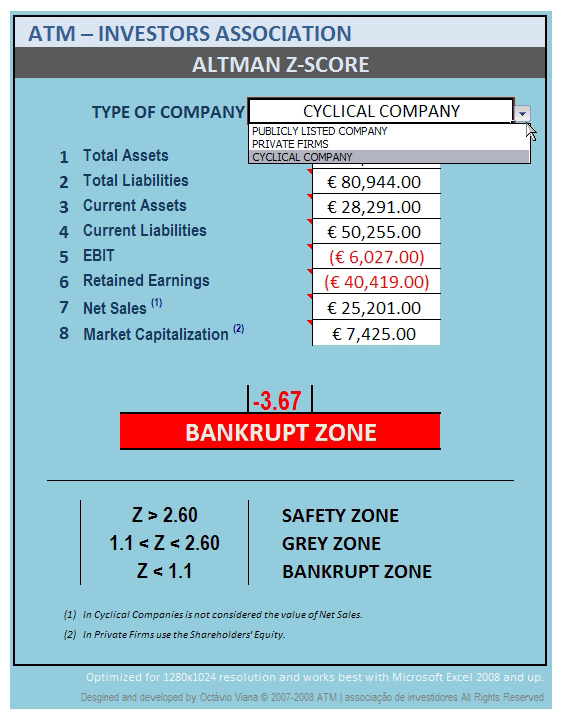 ATM – INVESTORS ASSOCIATION
ALTMAN Z-SCORE
TYPE OF COMPANY CYCLICAL COMPANY
PUBLICLY LISTED COMPANY
PRIVATE FIRMS
CYCLICAL COMPANY
1 Total Assets
2 Total Liabilities € 80,944.00
3 Current Assets € 28,291.00
4 Current Liabilities € 50,255.00
5 EBIT (€ 6,027.00)
6 Retained Earnings (€ 40,419.00)
7 Net Sales (1) € 25,201.00
8 Market Capitalization (2) € 7,425.00
-3.67
BANKRUPT ZONE
Z > 2.60 SAFETY ZONE
1.1 < Z < 2.60 GREY ZONE
Z < 1.1 BANKRUPT ZONE
(1) In Cyclical Companies is not considered the value of Net Sales.
(2) In Private Firms use the Shareholders' Equity.
Optimized for 1280x1024 resolution and works best with Microsoft Excel 2008 and up.
Desgined and developed by Octávio Viana © 2007-2008 ATM | associação de investidores All Rights Reserved